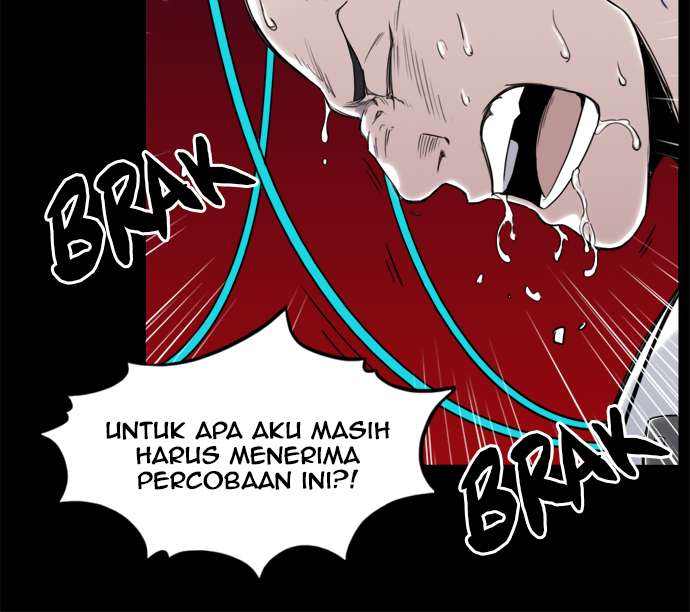 BRAK
UNTUK APA AKU MASIH
HARUS MENERIMA
PERCOBAAN INI?!
BRAK